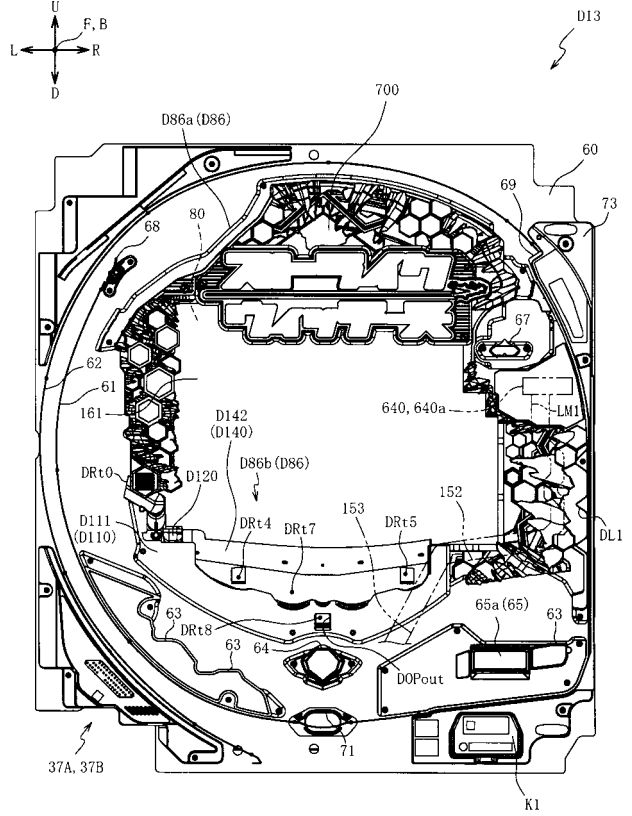 U
F,B
L
R
D
D13
700
D86a(D86)
60
80
69
73
68
67
62
61
161
640,640a
LM1
D142
(D140)
DRt0
D120
D86b(D86)
DRt4
DRt7
153
DRt5
152
D111
(D110)
DL1
63
65a(65)
63
DRt8
64
63
DOPout
71
37A,37B
K1